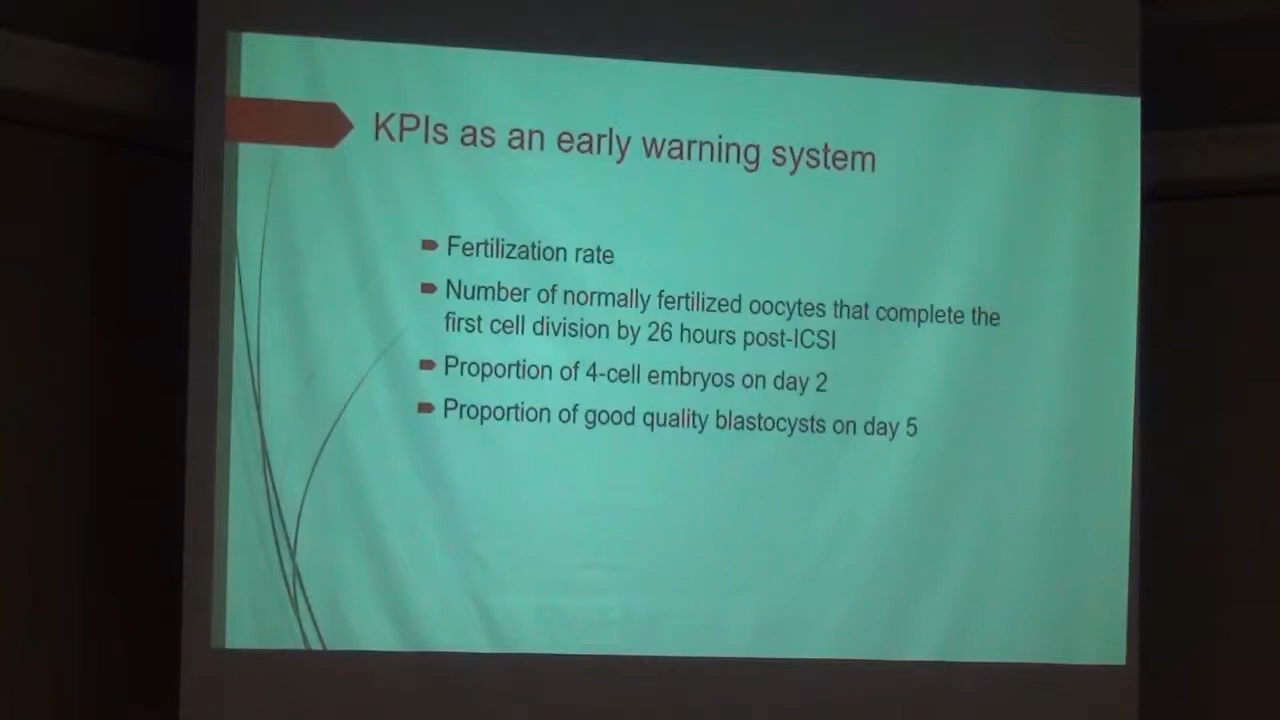 KPIs as an early warning system
Fertilization rate
Number of normally fertilized oocytes that complete the
first cell division by 26 hours post-ICSI
Proportion of 4-cell embryos on day 2
Proportion of good quality blastocysts on day 5